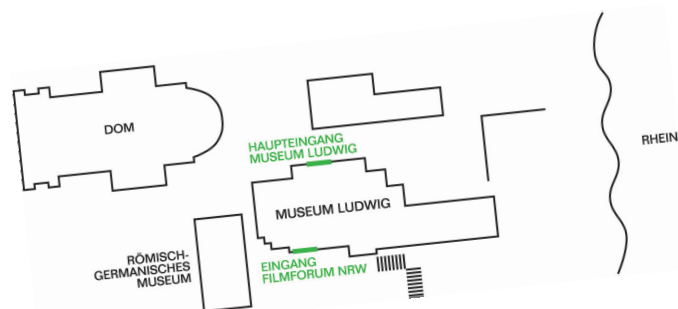 DOM
HAUPTEINGANG
MUSEUM LUDWIG
RHEIN
MUSEUM LUDWIG
RÖMISCH-
GERMANISCHES
MUSEUM
EINGANG
FILMFORUM NRW